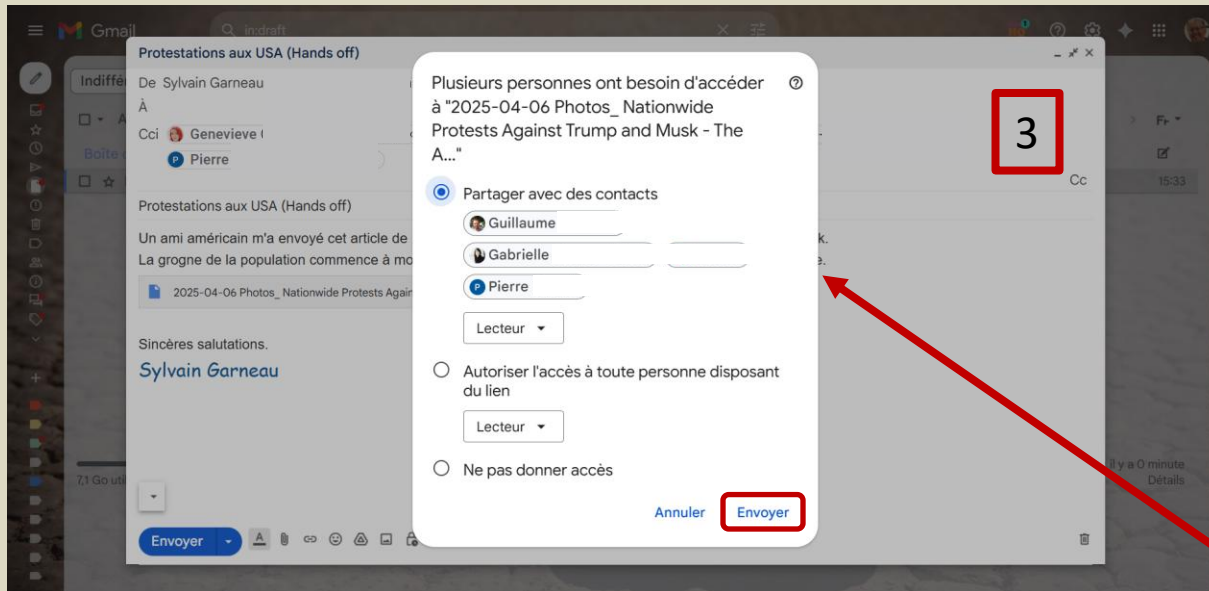 Gmail
in:draft
Protestations aux USA (Hands off)
Indiffé
De Sylvain Garneau
À
Cci Genevieve
Pierre
Cc
Fr
15:33
Boîte
Protestations aux USA (Hands off)
Un ami américain m'a envoyé cet article de
k.
La grogne de la population commence à mo
e.
2025-04-06 Photos_ Nationwide Protests Again
Sincères salutations.
Sylvain Garneau
7,1 Go uti
il y a 0 minute
Détails
Envoyer
Plusieurs personnes ont besoin d'accéder
à "2025-04-06 Photos_ Nationwide
Protests Against Trump and Musk - The
A..."
Partager avec des contacts
Guillaume
Gabrielle
P Pierre
Lecteur
Autoriser l'accès à toute personne disposant
du lien
Lecteur
Ne pas donner accès
Annuler Envoyer
3